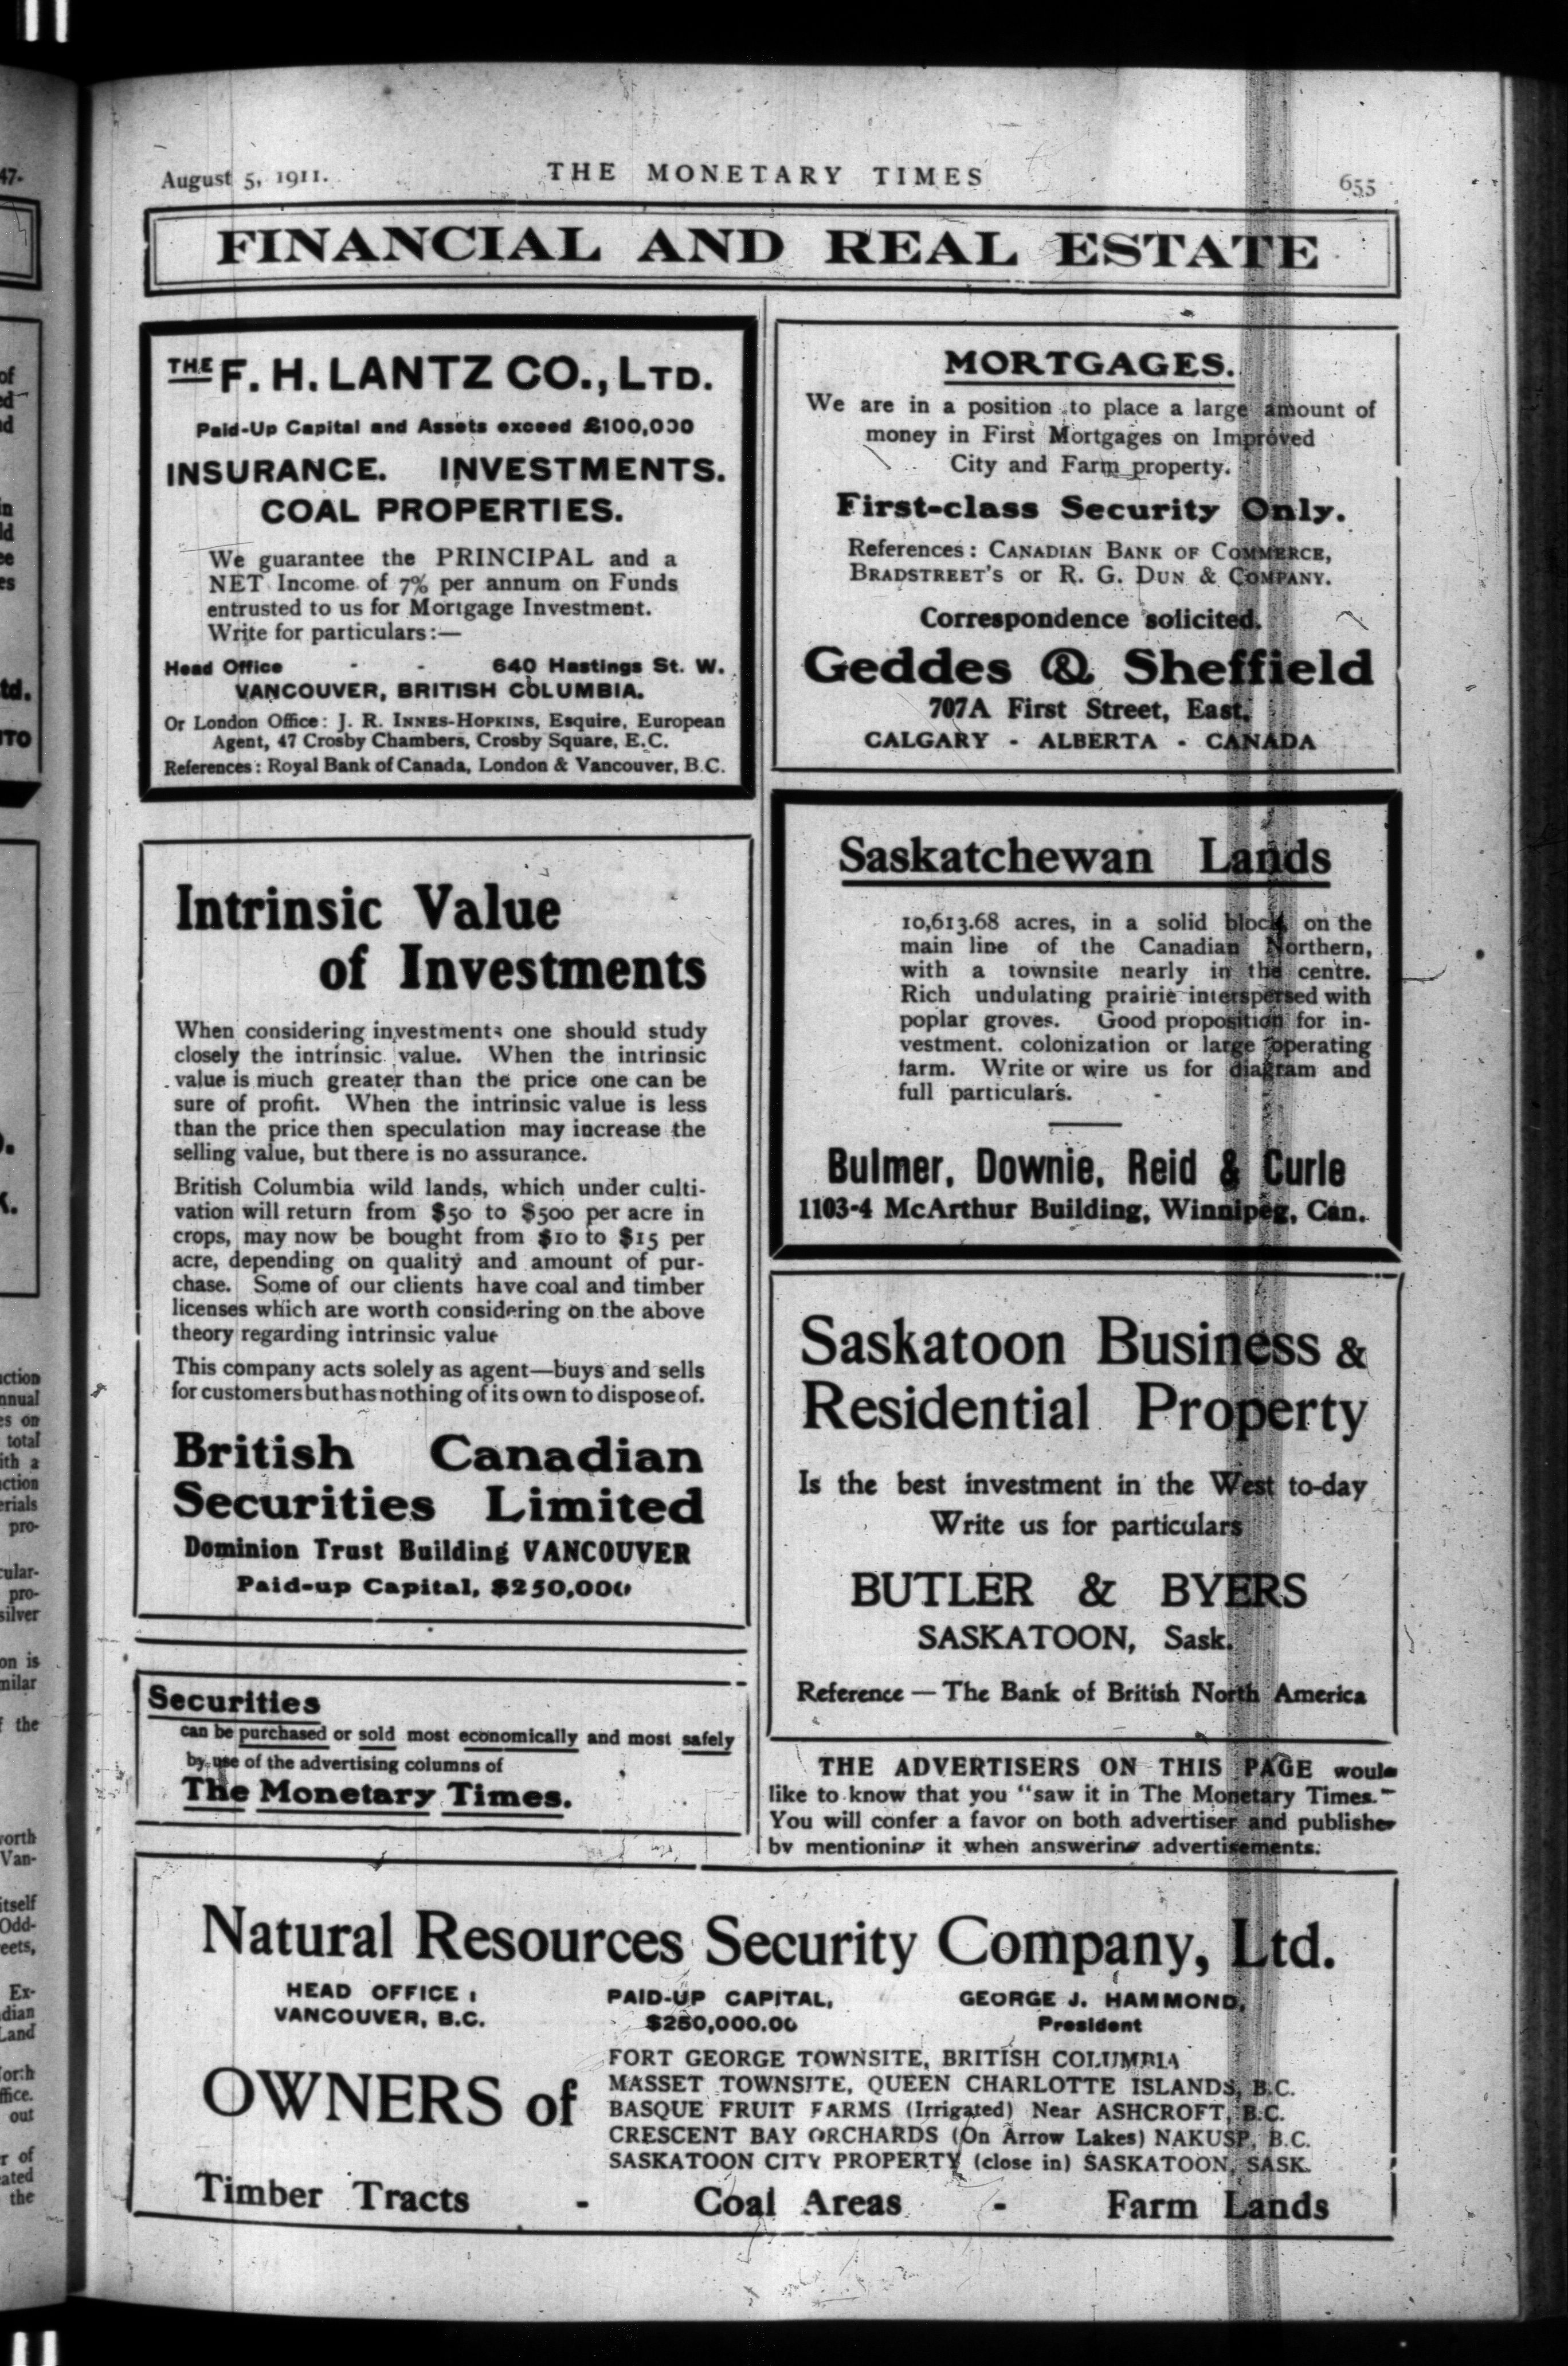 August 5, 1911.
THE MONETARY TIMES
655
FINANCIAL AND REAL ESTATE
THE F. H. LANTZ CO., LTD.
Paid-Up Capital and Assets exceed £100,000
INSURANCE. INVESTMENTS.
COAL PROPERTIES.
We guarantee the PRINCIPAL and a
NET Income of 7% per annum on Funds
entrusted to us for Mortgage Investment.
Write for particulars:—
Head Office - - 640 Hastings St. W.
VANCOUVER, BRITISH COLUMBIA.
Or London Office: J. R. INNES-HOPKINS, Esquire, European
Agent, 47 Crosby Chambers, Crosby Square, E.C.
References: Royal Bank of Canada, London & Vancouver, B.C.
Intrinsic Value
of Investments
When considering investments one should study
closely the intrinsic value. When the intrinsic
value is much greater than the price one can be
sure of profit. When the intrinsic value is less
than the price then speculation may increase the
selling value, but there is no assurance.
British Columbia wild lands, which under culti-
vation will return from $50 to $500 per acre in
crops, may now be bought from $10 to $15 per
acre, depending on quality and amount of pur-
chase. Some of our clients have coal and timber
licenses which are worth considering on the above
theory regarding intrinsic value
This company acts solely as agent—buys and sells
for customers but has nothing of its own to dispose of.
British Canadian
Securities Limited
Dominion Trust Building VANCOUVER
Paid-up Capital, $250,000
Securities
can be purchased or sold most economically and most safely
by use of the advertising columns of
The Monetary Times.
MORTGAGES.
We are in a position to place a large amount of
money in First Mortgages on Improved
City and Farm property.
First-class Security Only.
References: CANADIAN BANK OF COMMERCE,
BRADSTREET'S or R. G. DUN & COMPANY.
Correspondence solicited.
Geddes & Sheffield
707A First Street, East,
CALGARY - ALBERTA - CANADA
Saskatchewan Lands
10,613.68 acres, in a solid block, on the
main line of the Canadian Northern,
with a townsite nearly in the centre.
Rich undulating prairie interspersed with
poplar groves. Good proposition for in-
vestment, colonization or large operating
farm. Write or wire us for diagram and
full particulars.
Bulmer, Downie, Reid & Curle
1103-4 McArthur Building, Winnipeg, Can.
Saskatoon Business &
Residential Property
Is the best investment in the West to-day
Write us for particulars
BUTLER & BYERS
SASKATOON, Sask.
Reference — The Bank of British North America
THE ADVERTISERS ON THIS PAGE would
like to know that you "saw it in The Monetary Times."
You will confer a favor on both advertiser and publisher
by mentioning it when answering advertisements.
Natural Resources Security Company, Ltd.
HEAD OFFICE:
VANCOUVER, B.C.
PAID-UP CAPITAL,
$250,000.00
GEORGE J. HAMMOND,
President
OWNERS of
FORT GEORGE TOWNSITE, BRITISH COLUMBIA
MASSET TOWNSITE, QUEEN CHARLOTTE ISLANDS, B.C.
BASQUE FRUIT FARMS (Irrigated) Near ASHCROFT, B.C.
CRESCENT BAY ORCHARDS (On Arrow Lakes) NAKUSP, B.C.
SASKATOON CITY PROPERTY (close in) SASKATOON, SASK.
Timber Tracts - Coal Areas - Farm Lands